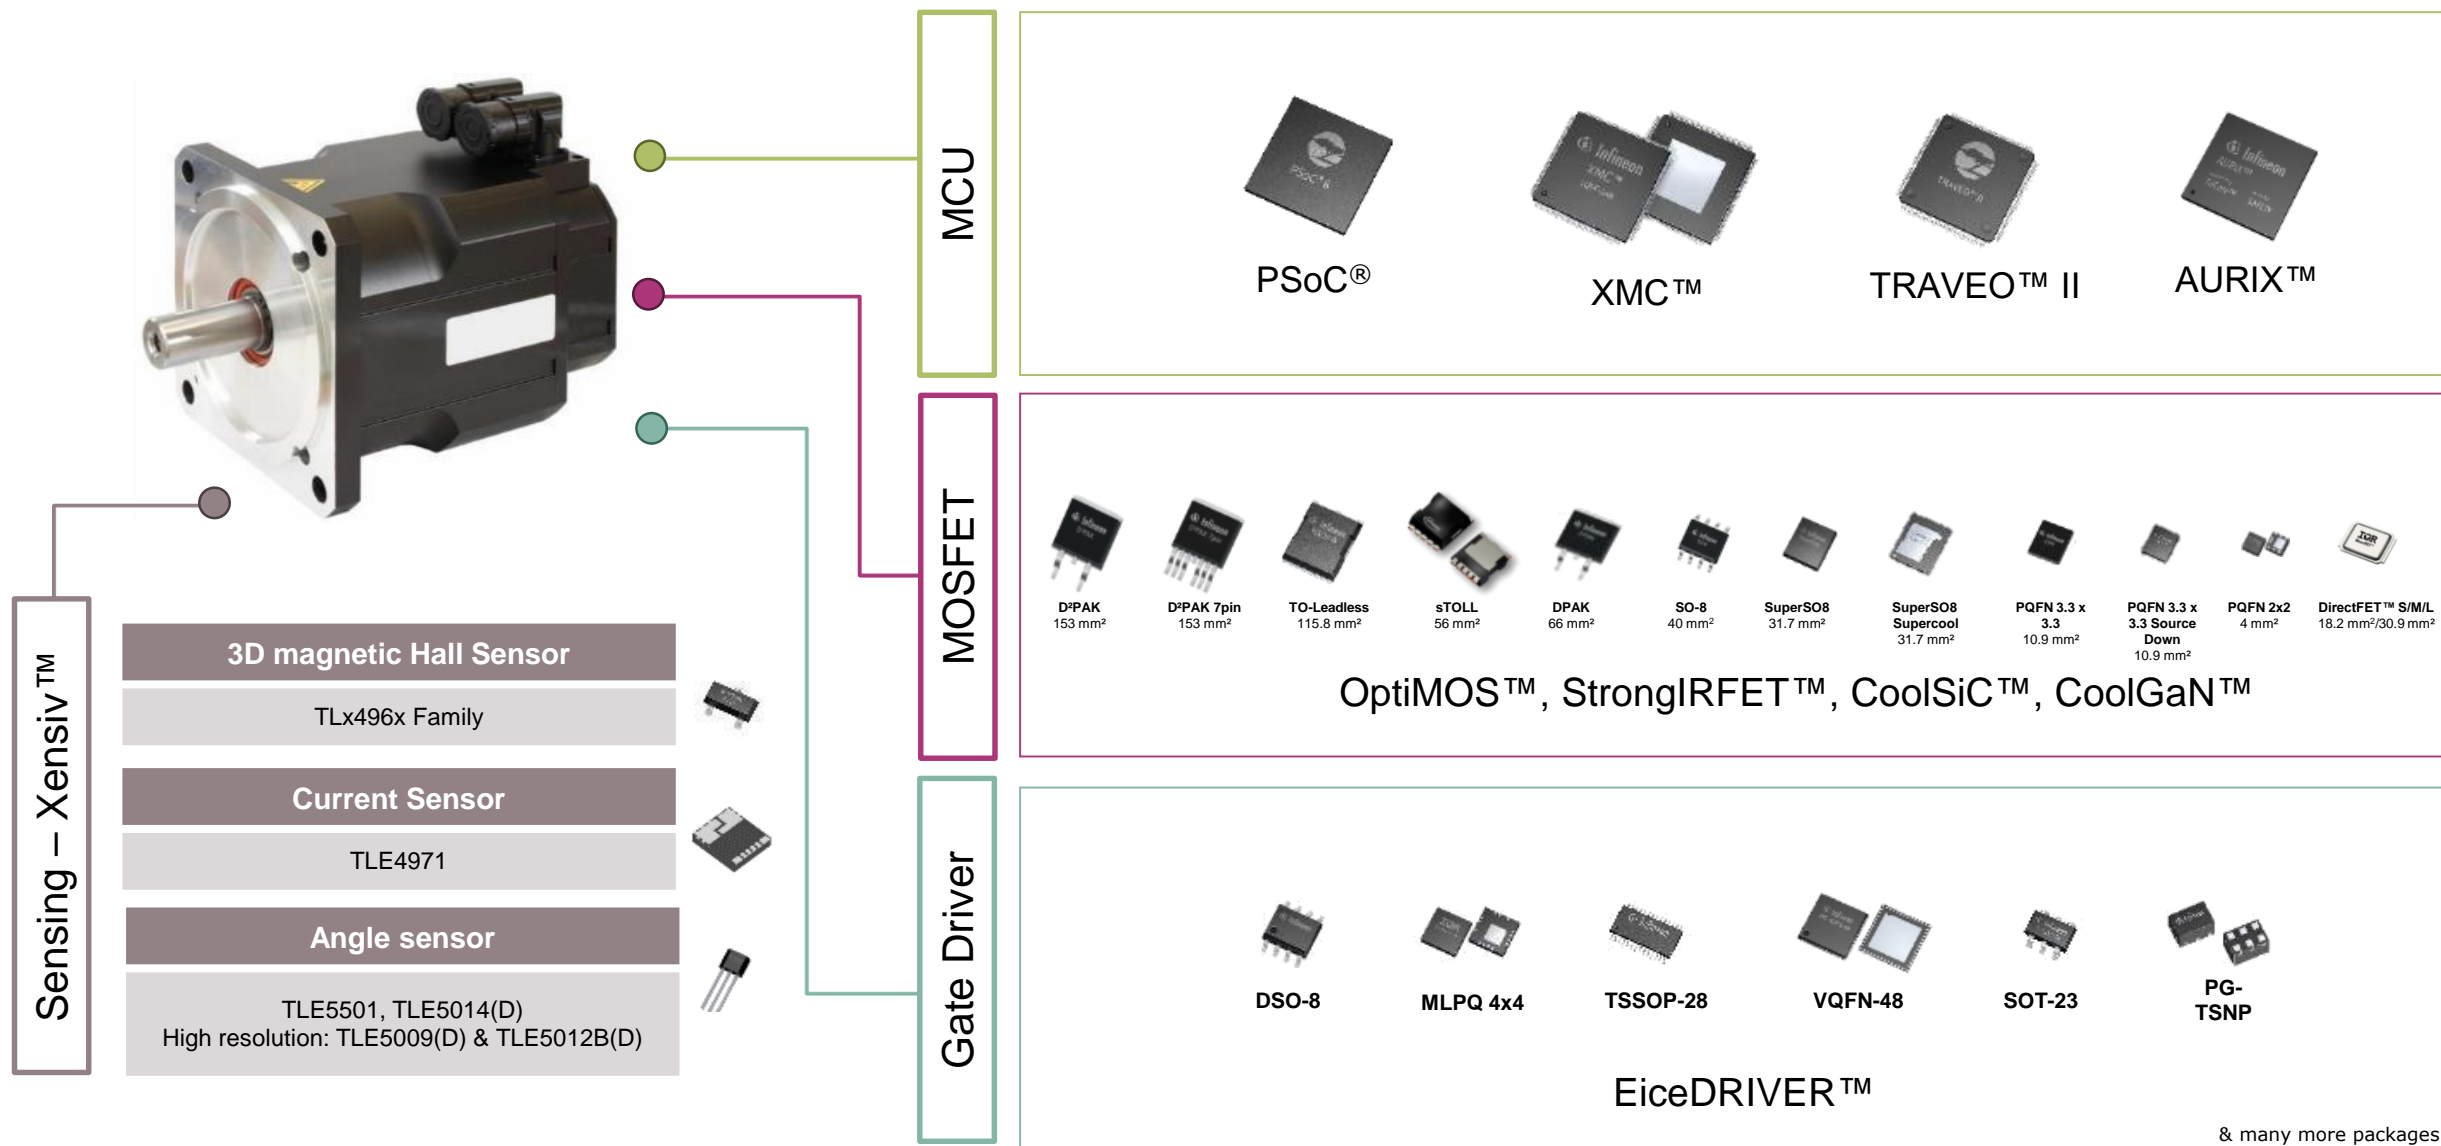 MCU
PSoC®
XMC™
TRAVEO™ II
AURIX™
MOSFET
D²PAK
153 mm²
D²PAK 7pin
153 mm²
TO-Leadless
115.8 mm²
sTOLL
56 mm²
DPAK
66 mm²
SO-8
40 mm²
SuperSO8
31.7 mm²
SuperSO8
Supercool
31.7 mm²
PQFN 3.3 x
3.3
10.9 mm²
PQFN 3.3 x
3.3 Source
Down
10.9 mm²
PQFN 2x2
4 mm²
DirectFET™ S/M/L
18.2 mm²/30.9 mm²
OptiMOS™, StrongIRFET™, CoolSiC™, CoolGaN™
Sensing – Xensiv™
3D magnetic Hall Sensor
TLx496x Family
Current Sensor
TLE4971
Angle sensor
TLE5501, TLE5014(D)
High resolution: TLE5009(D) & TLE5012B(D)
Gate Driver
DSO-8
MLPQ 4x4
TSSOP-28
VQFN-48
SOT-23
PG-
TSNP
EiceDRIVER™
& many more packages